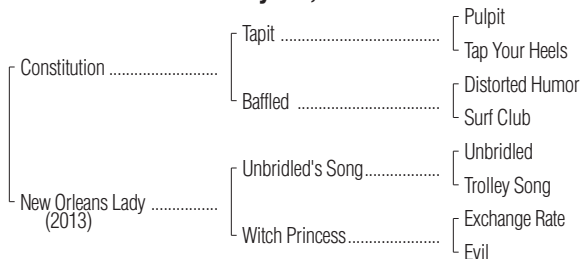 Pulpit
Tapit
Tap Your Heels
Constitution
Distorted Humor
Baffled
Surf Club
Unbridled
Unbridled's Song
Trolley Song
New Orleans Lady
(2013)
Exchange Rate
Witch Princess
Evil